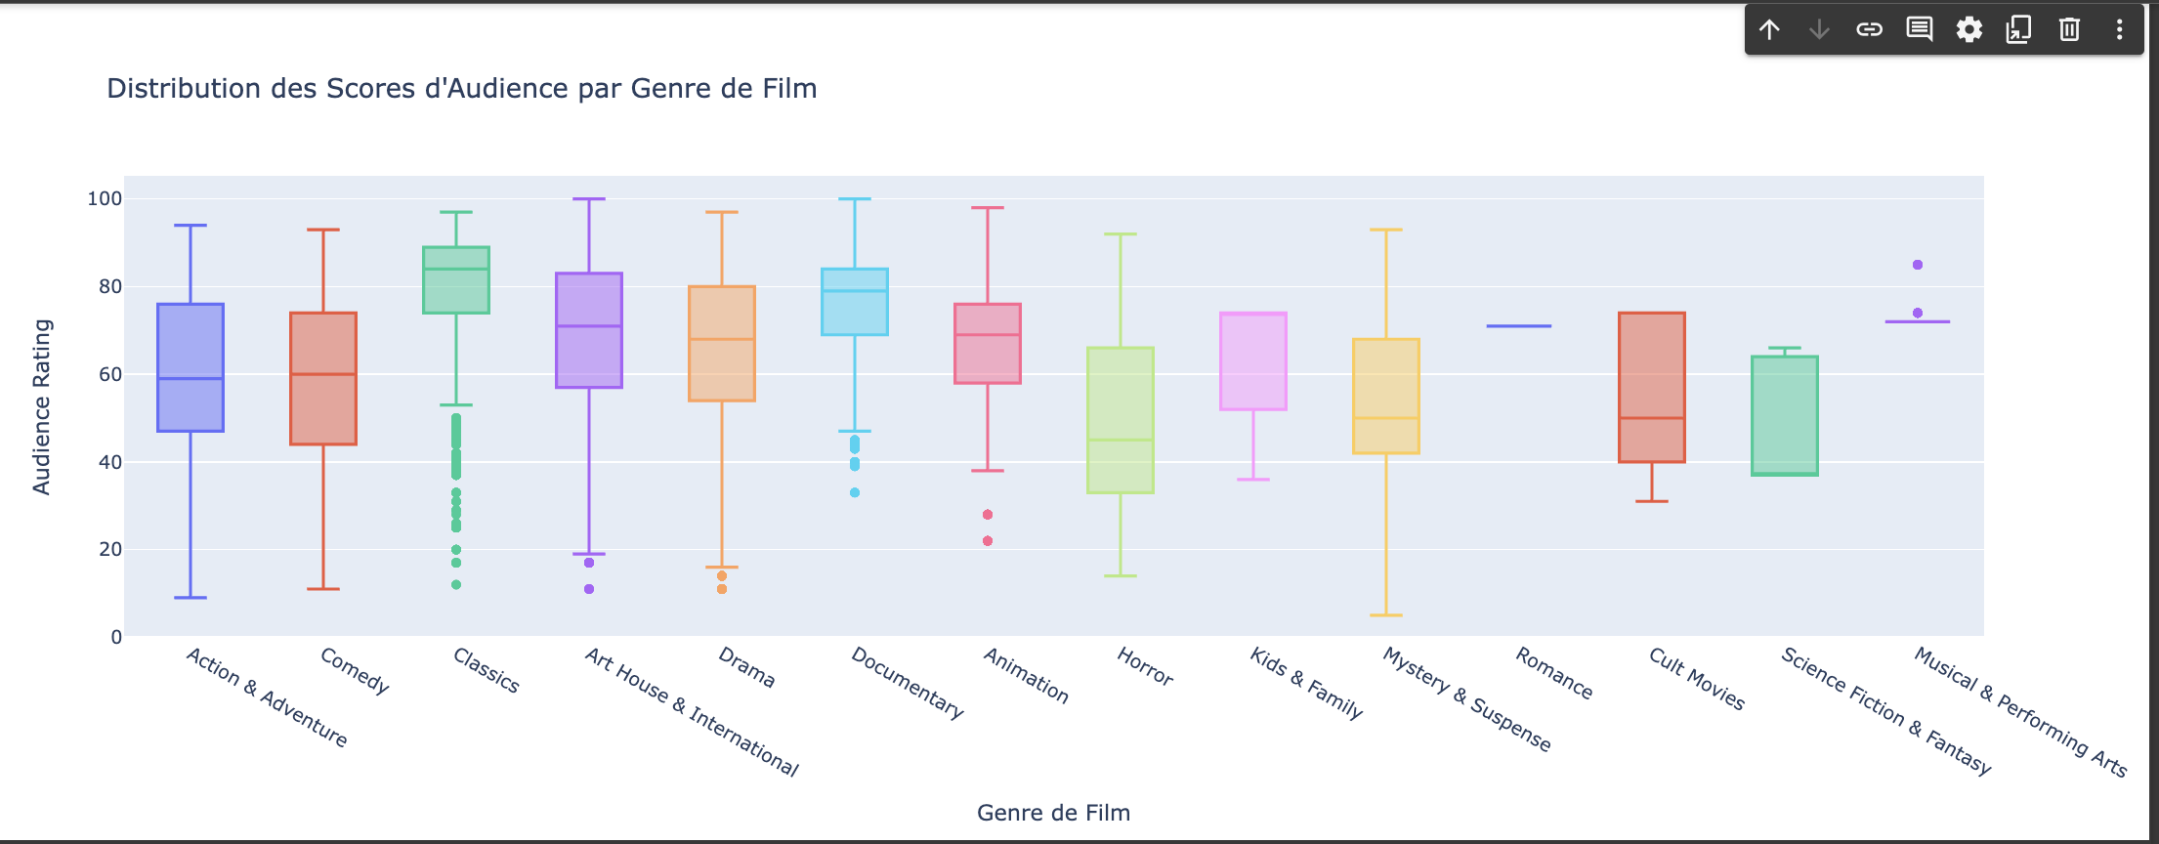 Distribution des Scores d'Audience par Genre de Film
100
80
60
40
20
0
Audience Rating
Action & Adventure
Comedy
Classics
Art House & International
Drama
Documentary
Animation
Horror
Kids & Family
Mystery & Suspense
Romance
Cult Movies
Science Fiction & Fantasy
Musical & Performing Arts
Genre de Film